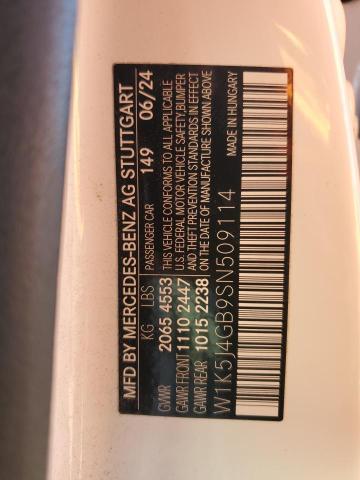 MFD BY MERCEDES-BENZ AG STUTTGART
KG LBS PASSENGER CAR 149 06/24
GVWR 2065 4553 THIS VEHICLE CONFORMS TO ALL APPLICABLE
GAWR FRONT 1110 2447 U.S. FEDERAL MOTOR VEHICLE SAFETY, BUMPER
AND THEFT PREVENTION STANDARDS IN EFFECT
GAWR REAR 1015 2238 ON THE DATE OF MANUFACTURE SHOWN ABOVE
W1K5J4GB9SN509114 MADE IN HUNGARY